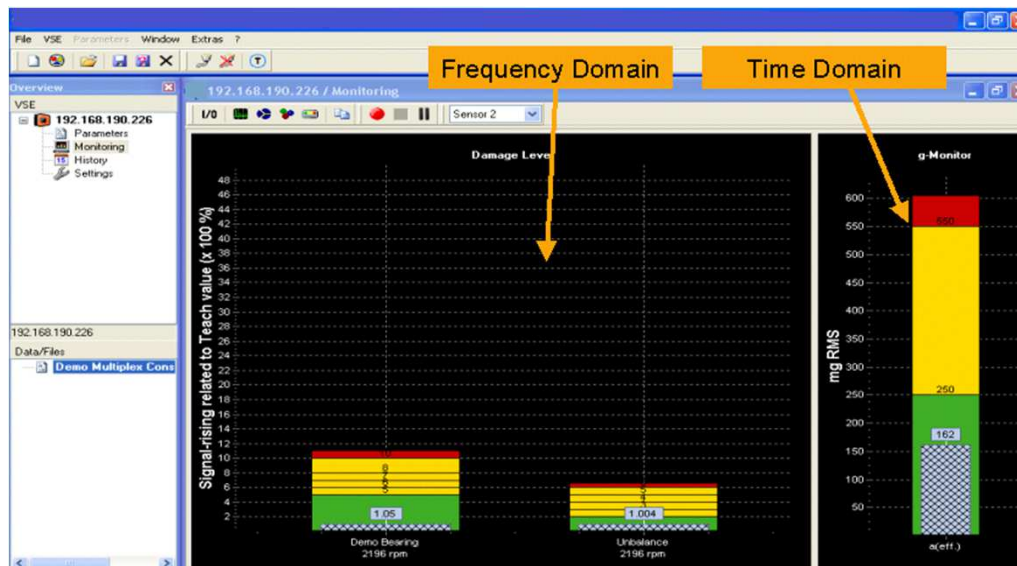 File VSE Parameters Window Extras ?
Frequency Domain
Time Domain
Overview
VSE
192.168.190.226
Parameters
Monitoring
History
Settings
192.168.190.226
Data/Files
Demo Multiplex Cons
192.168.190.226 / Monitoring
I/O
Sensor 2
Damage Level
Signal-rising related to Teach value (x 100 %)
48
46
44
42
40
38
36
34
32
30
28
26
24
22
20
18
16
14
12
10
8
6
4
2
10
1.05
Demo Bearing
2196 rpm
1.004
Unbalance
2196 rpm
g-Monitor
mg RMS
600
550
500
450
400
350
300
250
200
150
100
50
550
250
162
a(eff.)